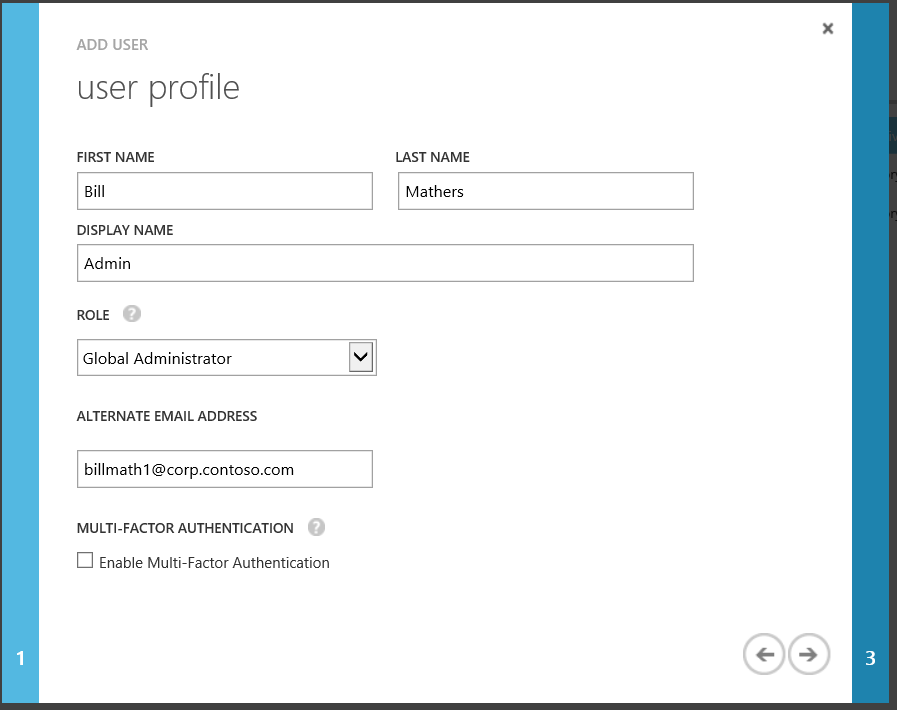 ADD USER
user profile
FIRST NAME
LAST NAME
Bill
Mathers
DISPLAY NAME
Admin
ROLE ?
Global Administrator
ALTERNATE EMAIL ADDRESS
billmath1@corp.contoso.com
MULTI-FACTOR AUTHENTICATION ?
Enable Multi-Factor Authentication
1
3